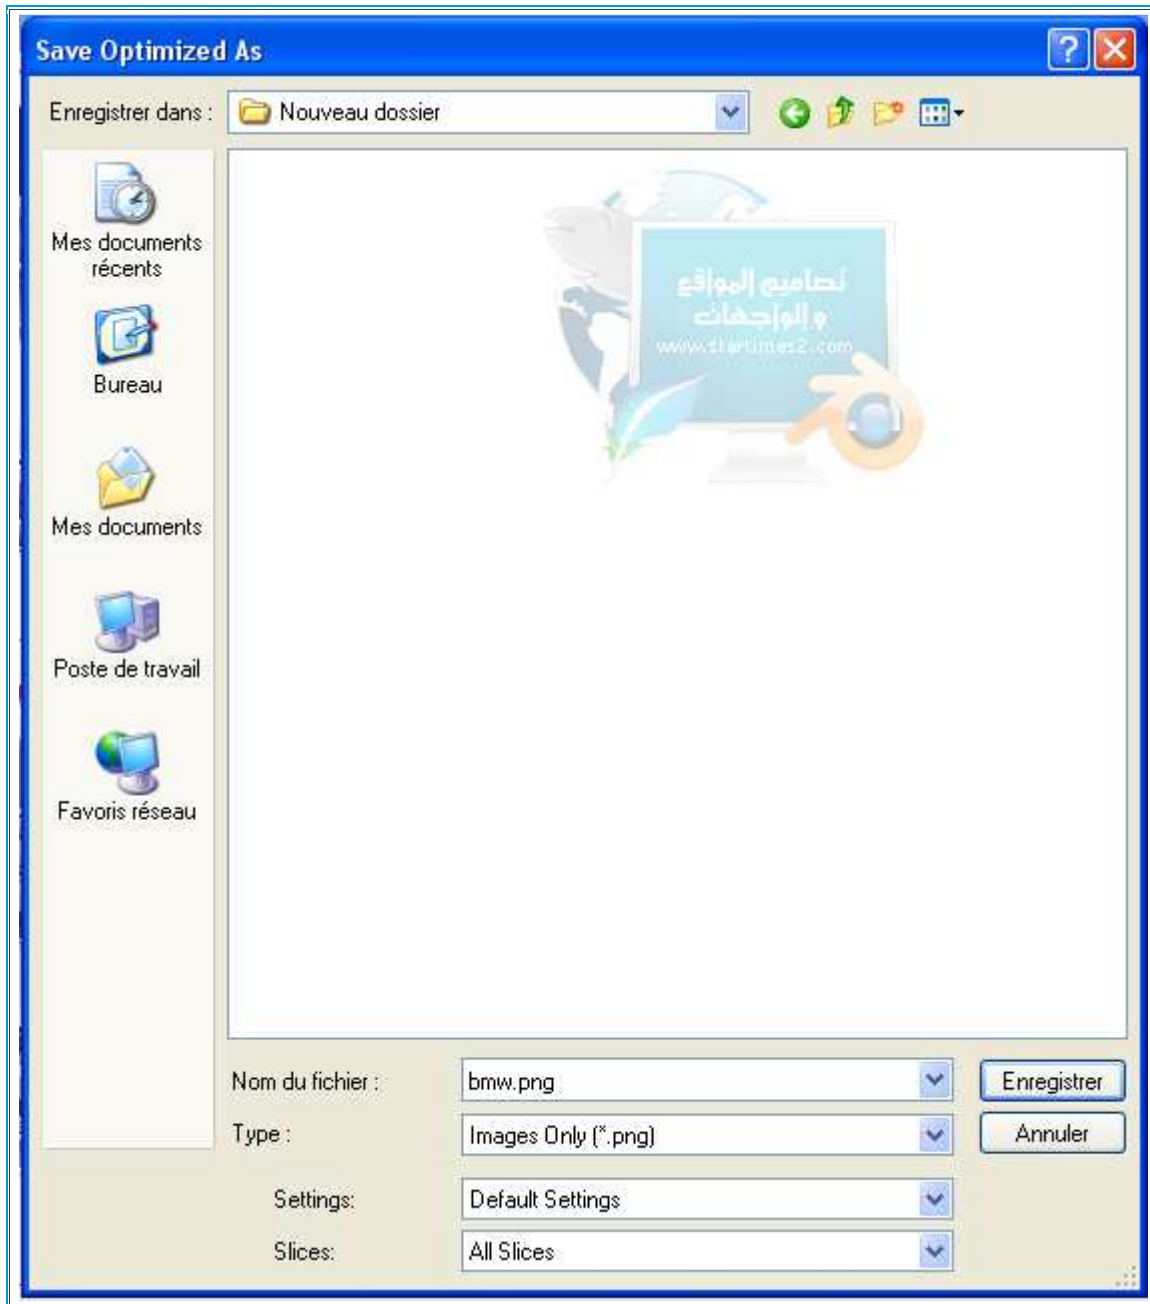 Save Optimized As
Enregistrer dans :
Nouveau dossier
Mes documents
récents
Bureau
Mes documents
Poste de travail
Favoris réseau
تصاميم المواقع
و الواجهات
www.startimes2.com
Nom du fichier :
bmw.png
Enregistrer
Type :
Images Only (*.png)
Annuler
Settings:
Default Settings
Slices:
All Slices